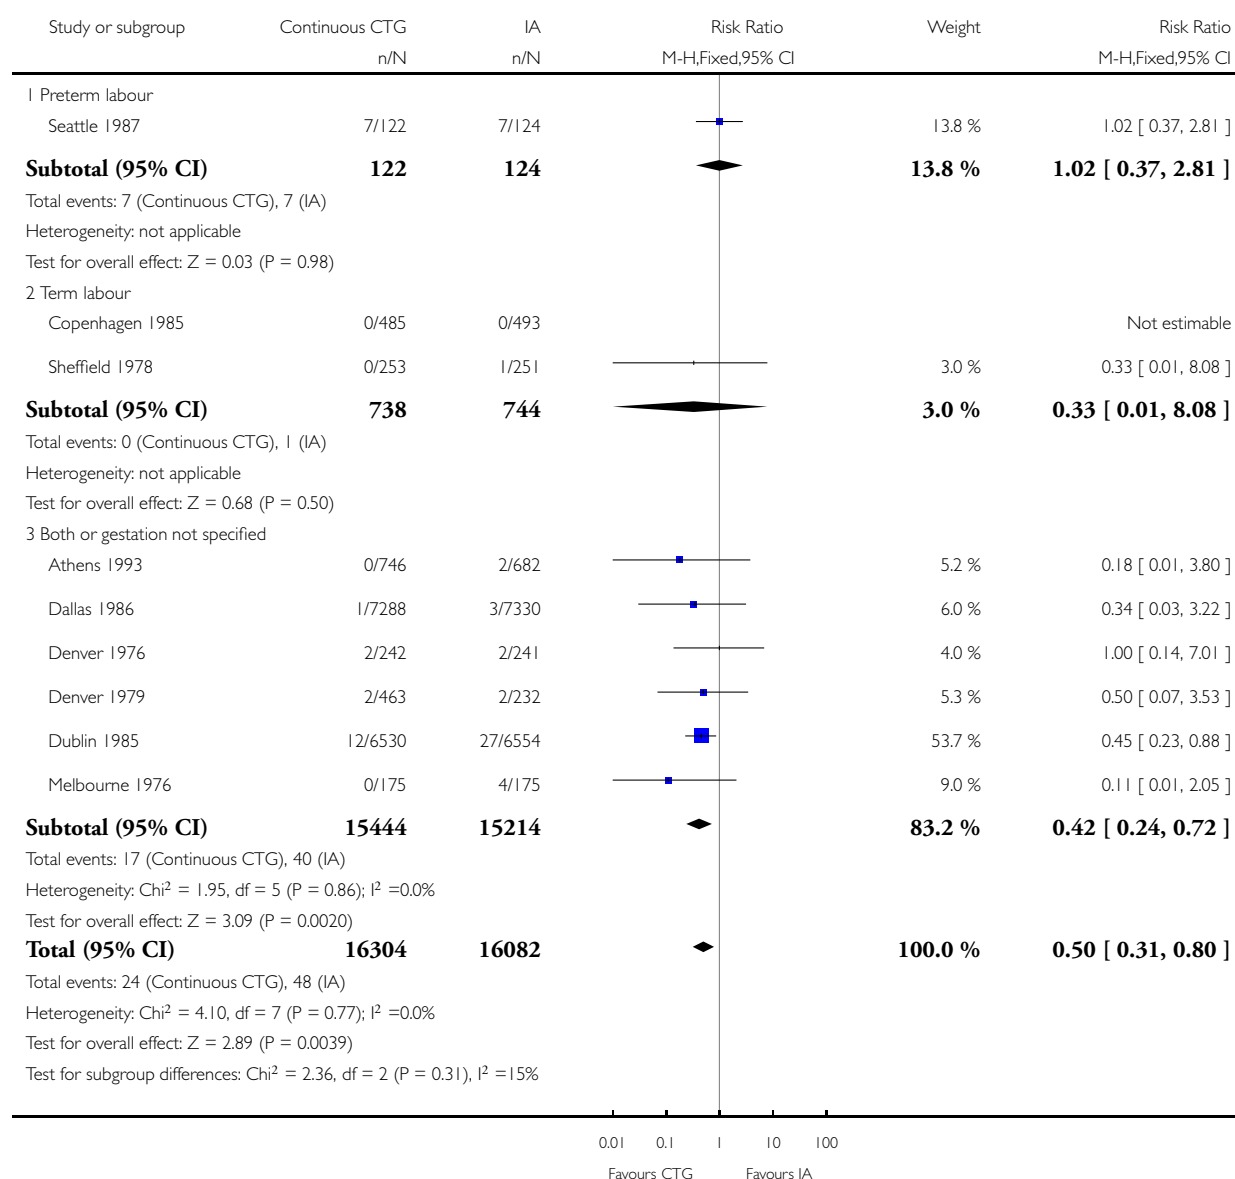 Study or subgroup Continuous CTG IA Risk Ratio Weight Risk Ratio
n/N n/N M-H,Fixed,95% CI M-H,Fixed,95% CI
1 Preterm labour
Seattle 1987 7/122 7/124 13.8 % 1.02 [ 0.37, 2.81 ]
Subtotal (95% CI) 122 124 13.8 % 1.02 [ 0.37, 2.81 ]
Total events: 7 (Continuous CTG), 7 (IA)
Heterogeneity: not applicable
Test for overall effect: Z = 0.03 (P = 0.98)
2 Term labour
Copenhagen 1985 0/485 0/493 Not estimable
Sheffield 1978 0/253 1/251 3.0 % 0.33 [ 0.01, 8.08 ]
Subtotal (95% CI) 738 744 3.0 % 0.33 [ 0.01, 8.08 ]
Total events: 0 (Continuous CTG), 1 (IA)
Heterogeneity: not applicable
Test for overall effect: Z = 0.68 (P = 0.50)
3 Both or gestation not specified
Athens 1993 0/746 2/682 5.2 % 0.18 [ 0.01, 3.80 ]
Dallas 1986 1/7288 3/7330 6.0 % 0.34 [ 0.03, 3.22 ]
Denver 1976 2/242 2/241 4.0 % 1.00 [ 0.14, 7.01 ]
Denver 1979 2/463 2/232 5.3 % 0.50 [ 0.07, 3.53 ]
Dublin 1985 12/6530 27/6554 53.7 % 0.45 [ 0.23, 0.88 ]
Melbourne 1976 0/175 4/175 9.0 % 0.11 [ 0.01, 2.05 ]
Subtotal (95% CI) 15444 15214 83.2 % 0.42 [ 0.24, 0.72 ]
Total events: 17 (Continuous CTG), 40 (IA)
Heterogeneity: Chi² = 1.95, df = 5 (P = 0.86); I² =0.0%
Test for overall effect: Z = 3.09 (P = 0.0020)
Total (95% CI) 16304 16082 100.0 % 0.50 [ 0.31, 0.80 ]
Total events: 24 (Continuous CTG), 48 (IA)
Heterogeneity: Chi² = 4.10, df = 7 (P = 0.77); I² =0.0%
Test for overall effect: Z = 2.89 (P = 0.0039)
Test for subgroup differences: Chi² = 2.36, df = 2 (P = 0.31), I² =15%
0.01 0.1 1 10 100
Favours CTG Favours IA